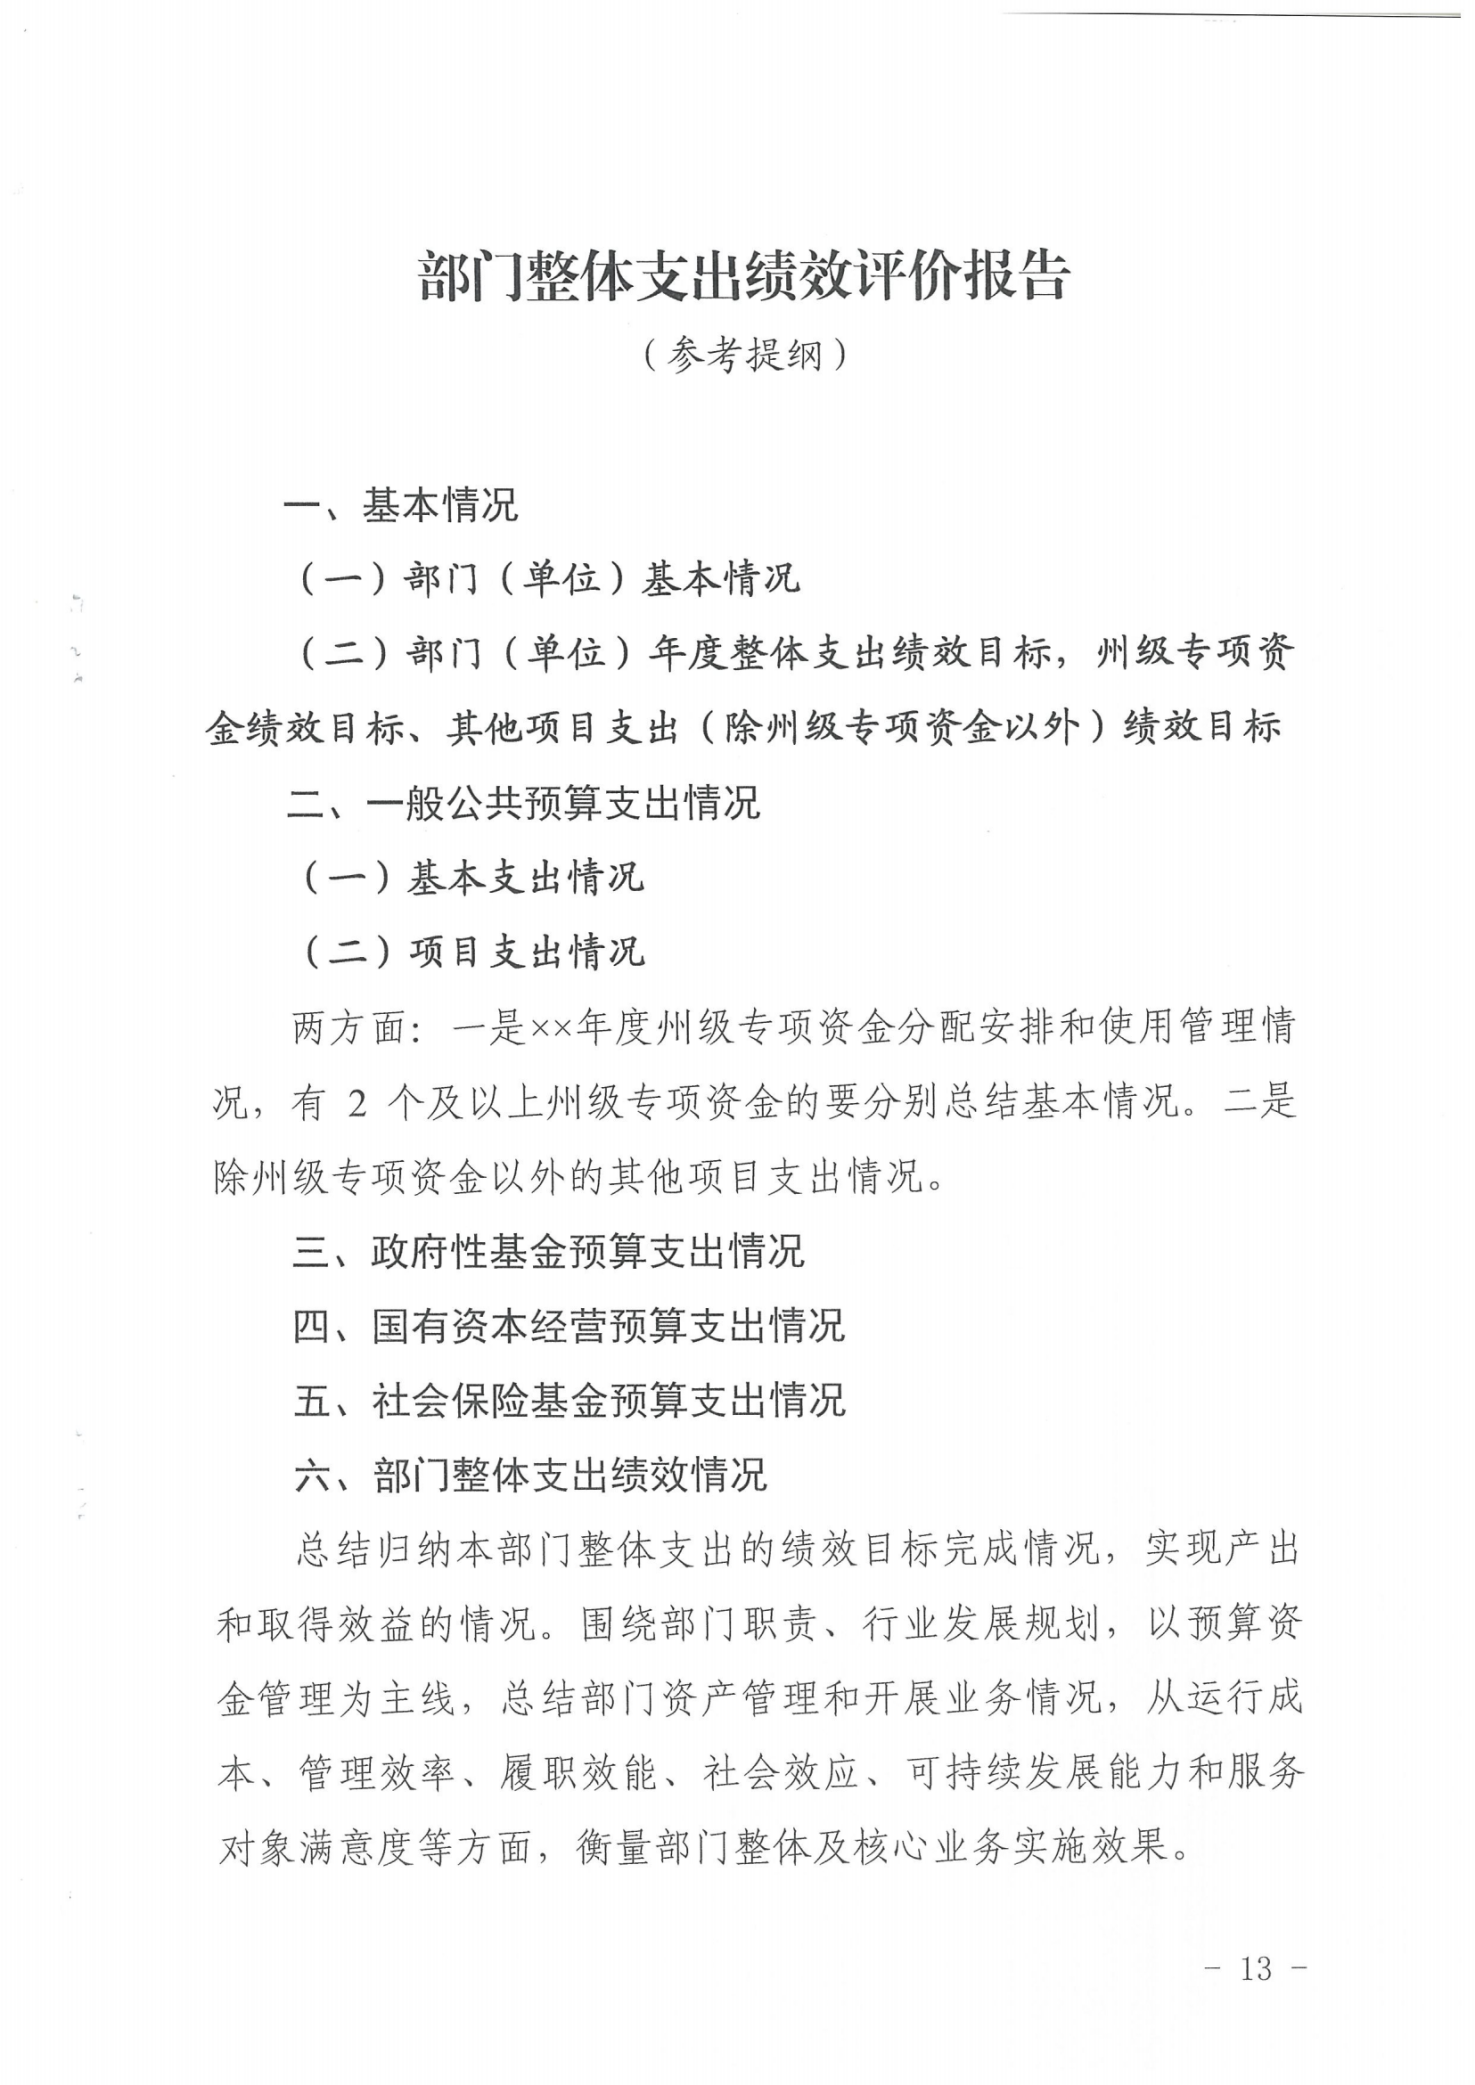 部门整体支出绩效评价报告
（参考提纲）
一、基本情况
（一）部门（单位）基本情况
（二）部门（单位）年度整体支出绩效目标，州级专项资
金绩效目标、其他项目支出（除州级专项资金以外）绩效目标
二、一般公共预算支出情况
（一）基本支出情况
（二）项目支出情况
两方面：一是××年度州级专项资金分配安排和使用管理情
况，有 2 个及以上州级专项资金的要分别总结基本情况。二是
除州级专项资金以外的其他项目支出情况。
三、政府性基金预算支出情况
四、国有资本经营预算支出情况
五、社会保险基金预算支出情况
六、部门整体支出绩效情况
总结归纳本部门整体支出的绩效目标完成情况，实现产出
和取得效益的情况。围绕部门职责、行业发展规划，以预算资
金管理为主线，总结部门资产管理和开展业务情况，从运行成
本、管理效率、履职效能、社会效应、可持续发展能力和服务
对象满意度等方面，衡量部门整体及核心业务实施效果。
- 13 -